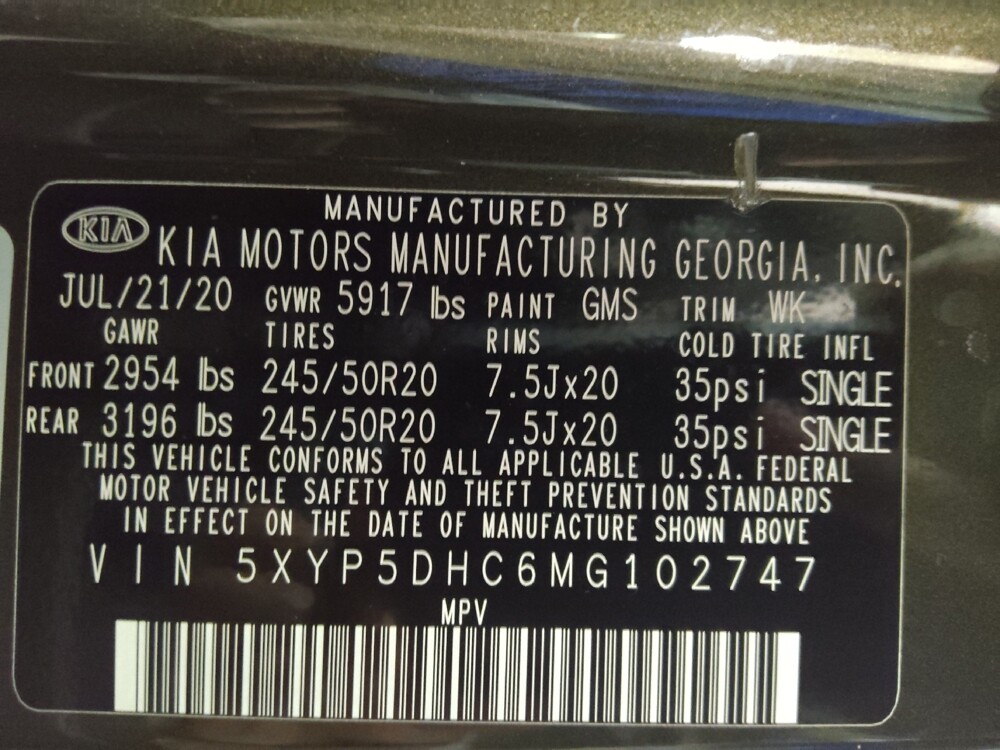 MANUFACTURED BY
KIA KIA MOTORS MANUFACTURING GEORGIA, INC.
JUL/21/20 GVWR 5917 lbs PAINT GMS TRIM WK
GAWR TIRES RIMS COLD TIRE INFL
FRONT 2954 lbs 245/50R20 7.5Jx20 35psi SINGLE
REAR 3196 lbs 245/50R20 7.5Jx20 35psi SINGLE
THIS VEHICLE CONFORMS TO ALL APPLICABLE U.S.A. FEDERAL
MOTOR VEHICLE SAFETY AND THEFT PREVENTION STANDARDS
IN EFFECT ON THE DATE OF MANUFACTURE SHOWN ABOVE
VIN 5XYP5DHC6MG102747
MPV